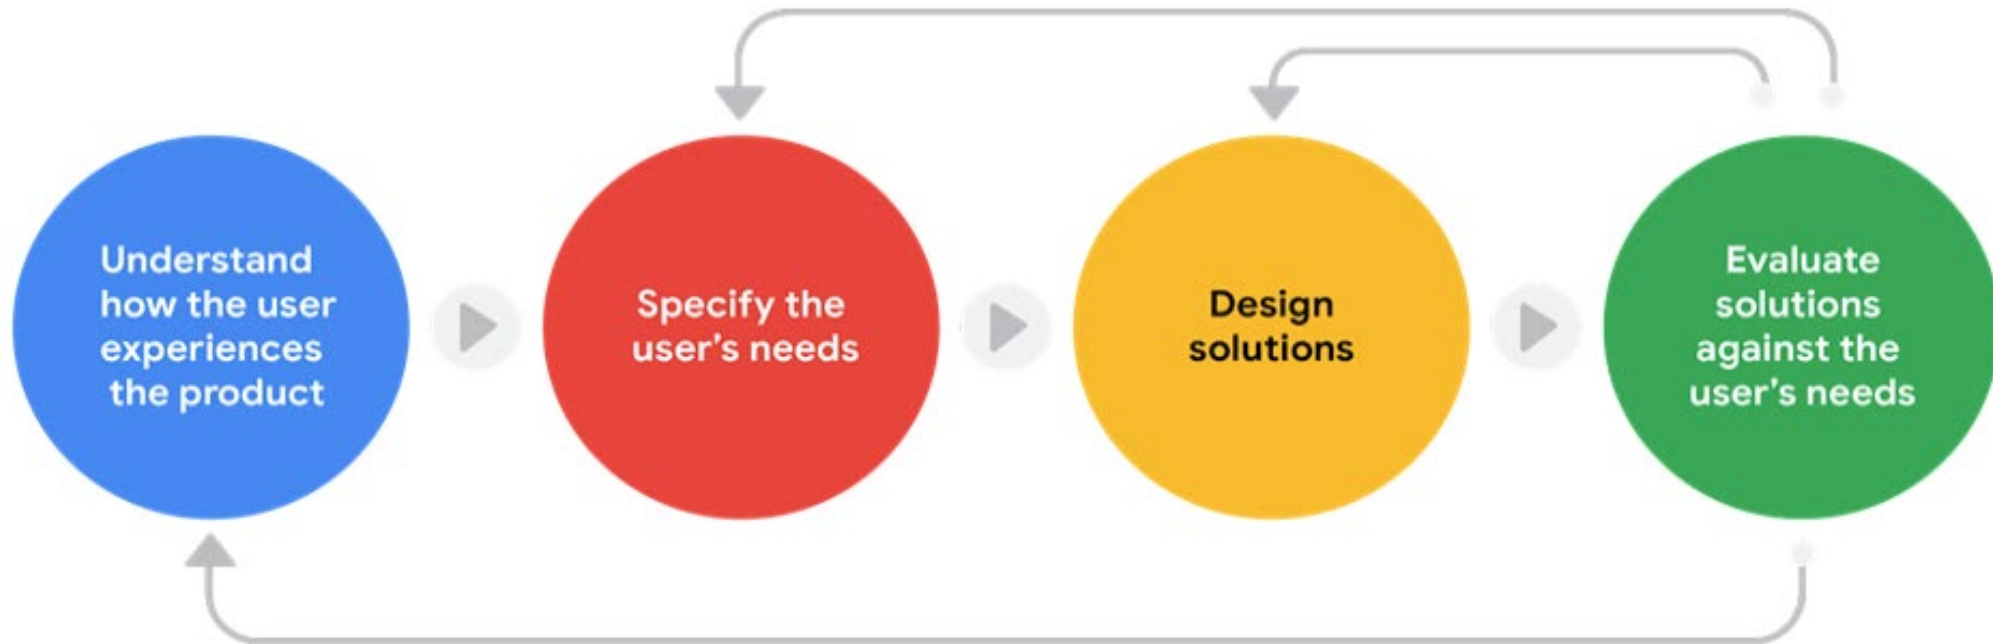 Understand
how the user
experiences
the product
Specify the
user's needs
Design
solutions
Evaluate
solutions
against the
user's needs